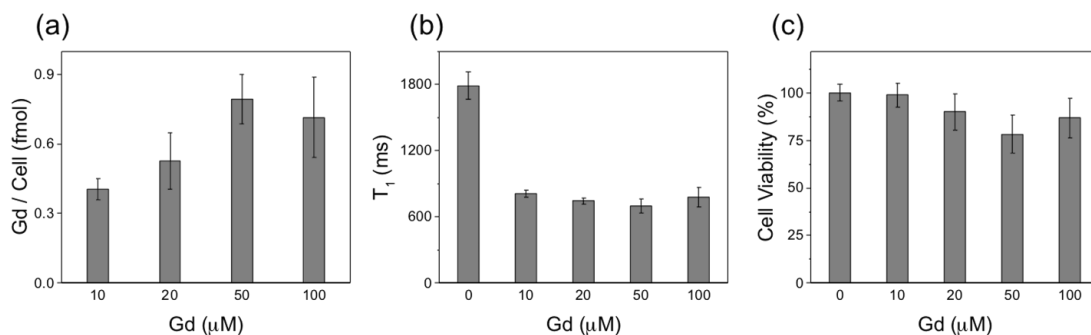 (a)
0.9
0.6
0.3
0.0
Gd / Cell (fmol)
10 20 50 100
Gd (μM)
(b)
1800
1200
600
0
T1 (ms)
0 10 20 50 100
Gd (μM)
(c)
100
75
50
25
0
Cell Viability (%)
0 10 20 50 100
Gd (μM)